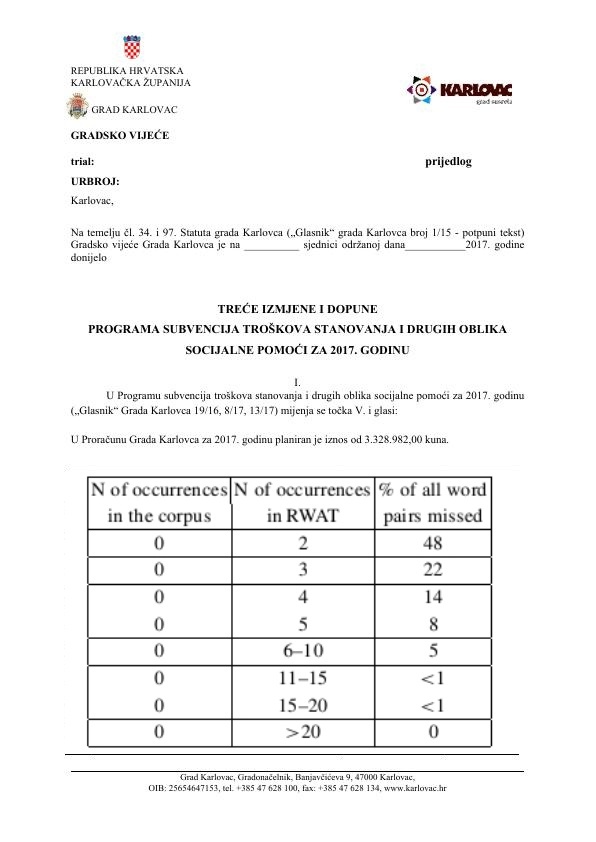 REPUBLIKA HRVATSKA
KARLOVAČKA ŽUPANIJA
GRAD KARLOVAC
KARLOVAC
grad susreta
GRADSKO VIJEĆE
trial: prijedlog
URBROJ:
Karlovac,
Na temelju čl. 34. i 97. Statuta grada Karlovca („Glasnik“ grada Karlovca broj 1/15 - potpuni tekst)
Gradsko vijeće Grada Karlovca je na __________ sjednici održanoj dana___________2017. godine
donijelo
TREĆE IZMJENE I DOPUNE
PROGRAMA SUBVENCIJA TROŠKOVA STANOVANJA I DRUGIH OBLIKA
SOCIJALNE POMOĆI ZA 2017. GODINU
I.
U Programu subvencija troškova stanovanja i drugih oblika socijalne pomoći za 2017. godinu
(„Glasnik“ Grada Karlovca 19/16, 8/17, 13/17) mijenja se točka V. i glasi:
U Proračunu Grada Karlovca za 2017. godinu planiran je iznos od 3.328.982,00 kuna.
N of occurrences N of occurrences % of all word
in the corpus in RWAT pairs missed
0 2 48
0 3 22
0 4 14
0 5 8
0 6–10 5
0 11–15 <1
0 15–20 <1
0 >20 0
Grad Karlovac, Gradonačelnik, Banjavčićeva 9, 47000 Karlovac,
OIB: 25654647153, tel. +385 47 628 100, fax: +385 47 628 134, www.karlovac.hr